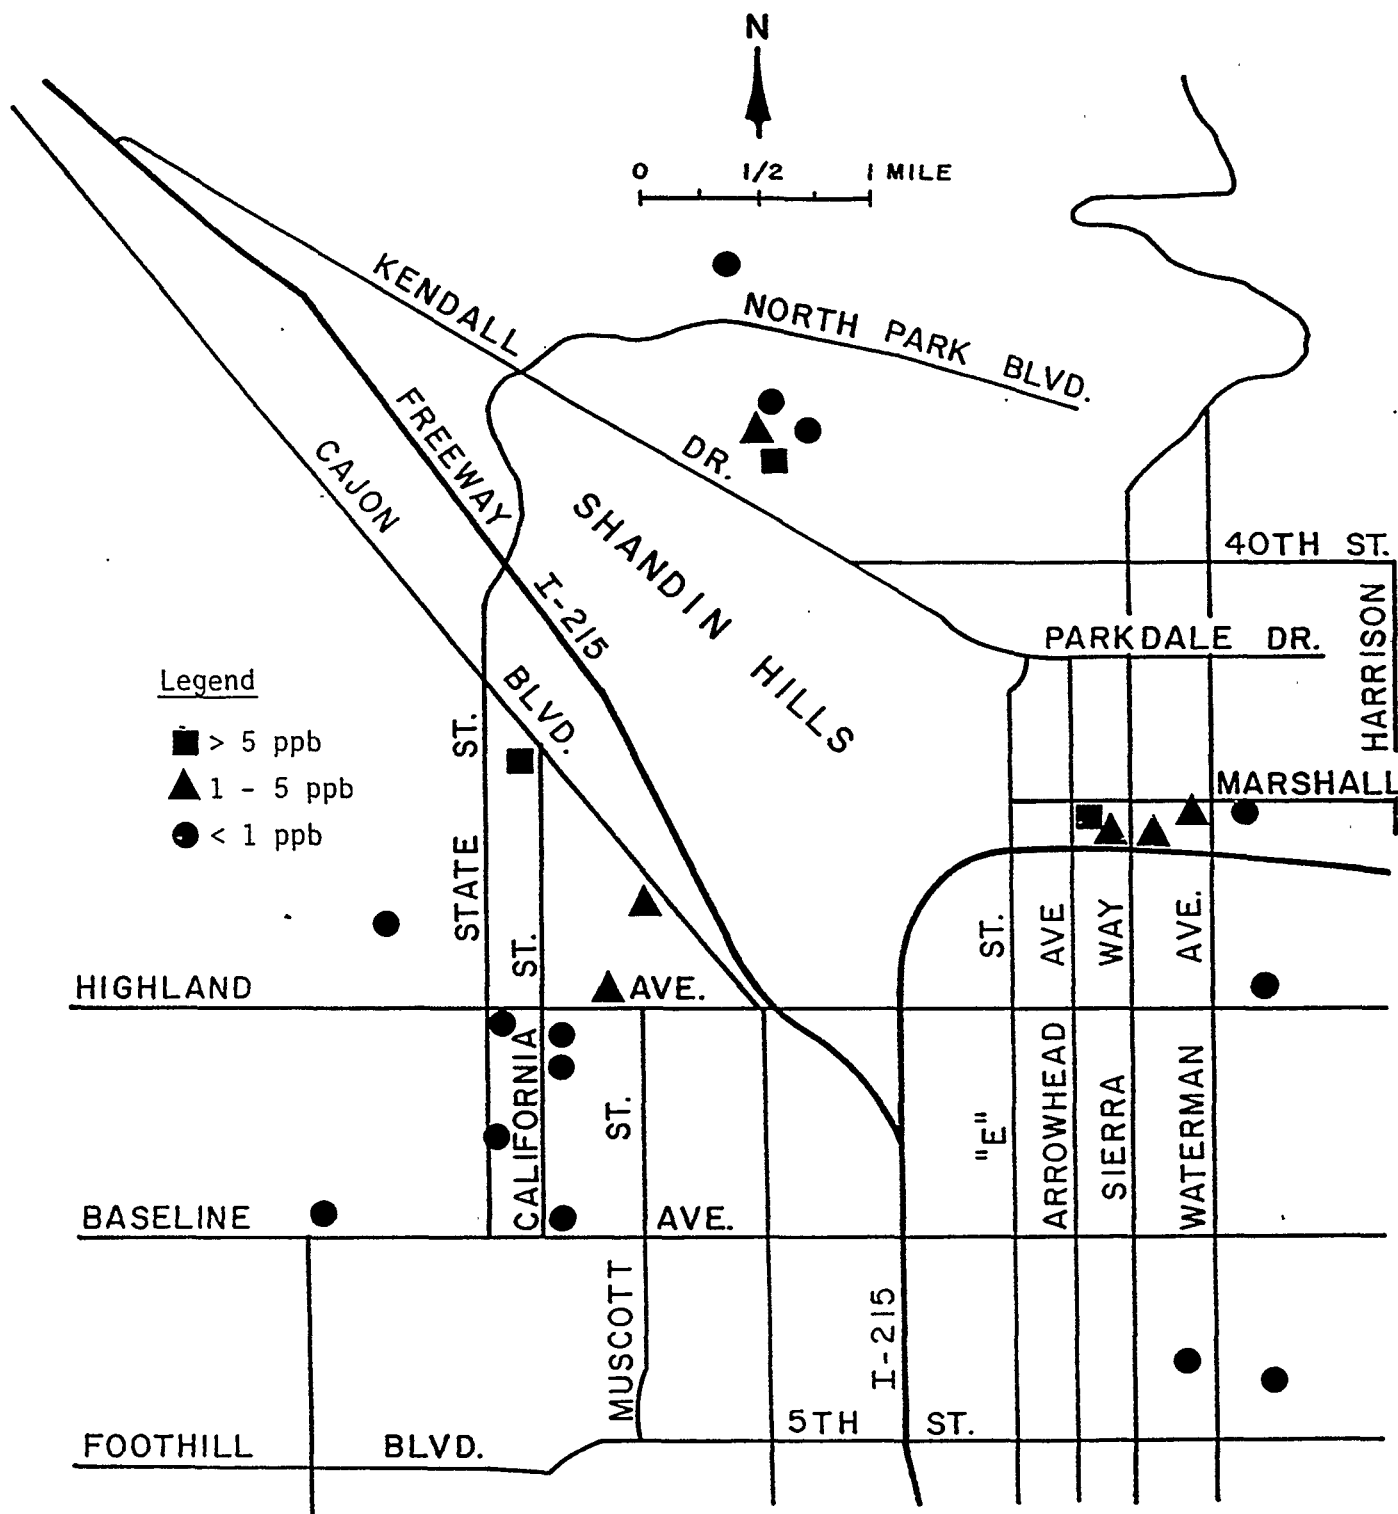 N
0 1/2 1 MILE
KENDALL
DR.
NORTH PARK BLVD.
FREEWAY
I-215
CAJON
BLVD.
SHANDIN HILLS
40TH ST.
PARKDALE DR.
HARRISON
MARSHALL
Legend
> 5 ppb
1 - 5 ppb
< 1 ppb
STATE ST.
CALIFORNIA ST.
HIGHLAND AVE.
"E" ST.
ARROWHEAD AVE
SIERRA WAY
WATERMAN AVE.
BASELINE AVE.
MUSCOTT ST.
I-215
5TH ST.
FOOTHILL BLVD.